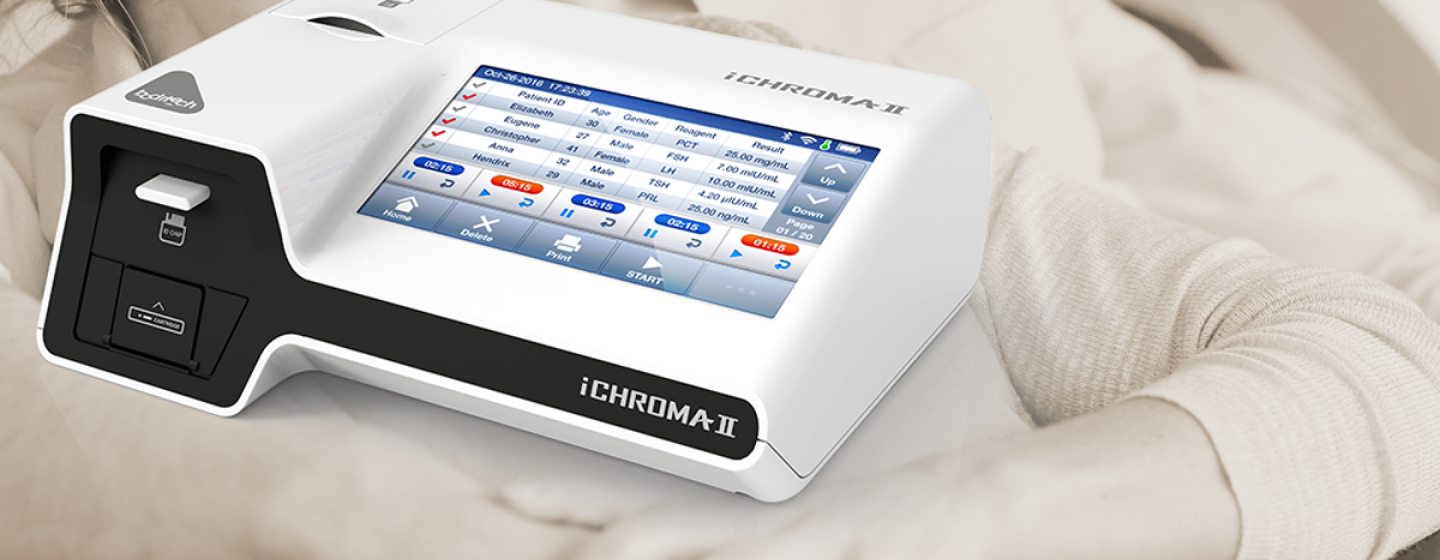 boditech
iCHROMA-II
Oct-26-2016 17:23:39
Patient ID Age Gender Reagent Result
Elizabeth 30 Female PCT 25.00 mg/mL
Eugene 27 Male FSH 7.00 mIU/mL
Christopher 41 Female LH 10.00 mIU/mL
Anna 32 Male TSH 4.20 µIU/mL
Hendrix 29 Male PRL 25.00 ng/mL
Up
Down
Page
01 / 20
02:15 05:15 03:15 02:15 01:15
Home Delete Print START
ID CHIP
CARTRIDGE
iCHROMA-II